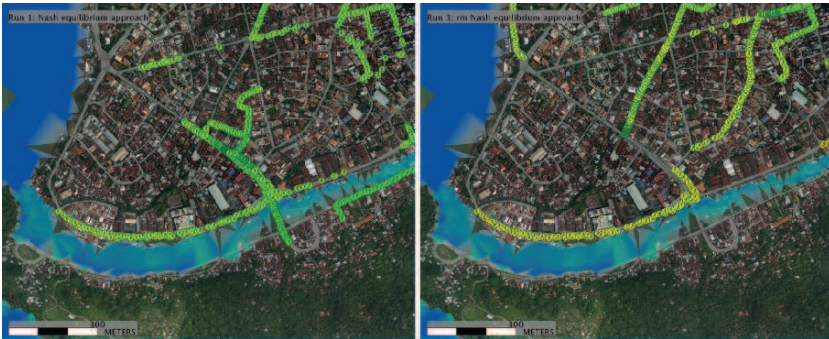 Run 1: Nash equilibrium approach
Run 3: rm Nash equilibrium approach
100
METERS
100
METERS